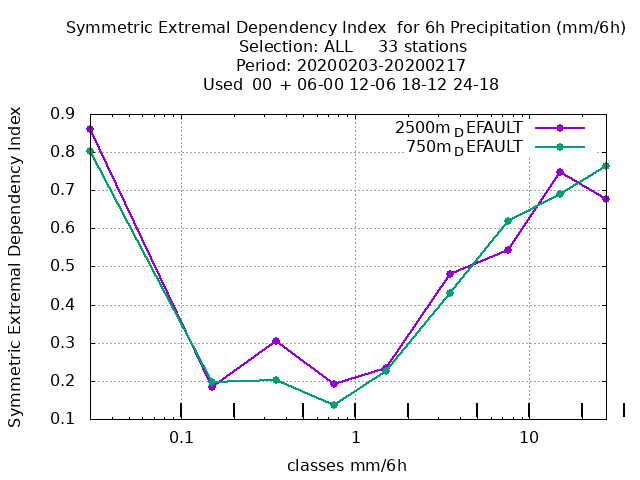 Symmetric Extremal Dependency Index  for 6h Precipitation (mm/6h)
Selection: ALL     33 stations
Period: 20200203-20200217
Used  00  + 06-00 12-06 18-12 24-18
2500m_DEFAULT
750m_DEFAULT
Symmetric Extremal Dependency Index
0.9
0.8
0.7
0.6
0.5
0.4
0.3
0.2
0.1
0.1 1 10
classes mm/6h